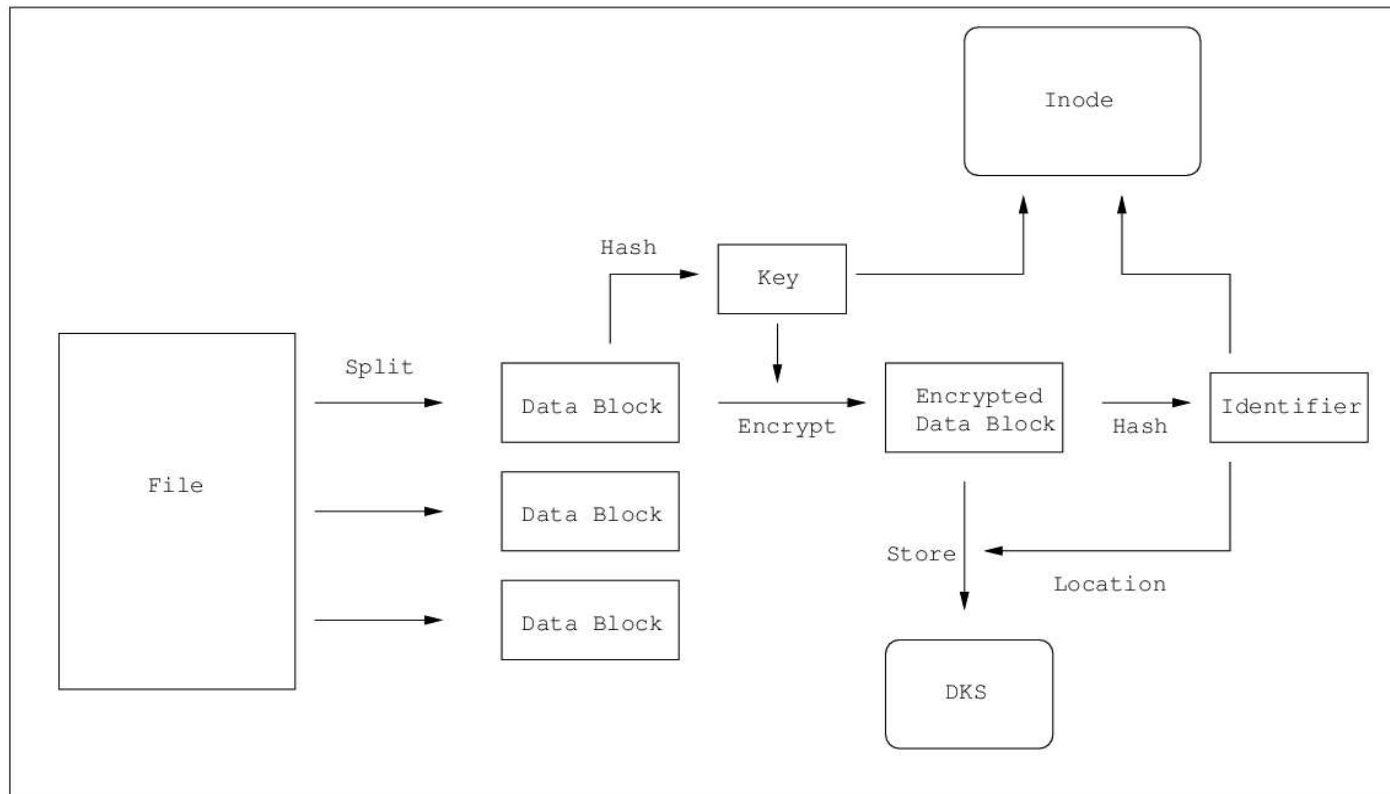 Inode
Hash
Key
Split
Data Block
Encrypt
Encrypted
Data Block
Hash
Identifier
File
Data Block
Store
Location
Data Block
DKS